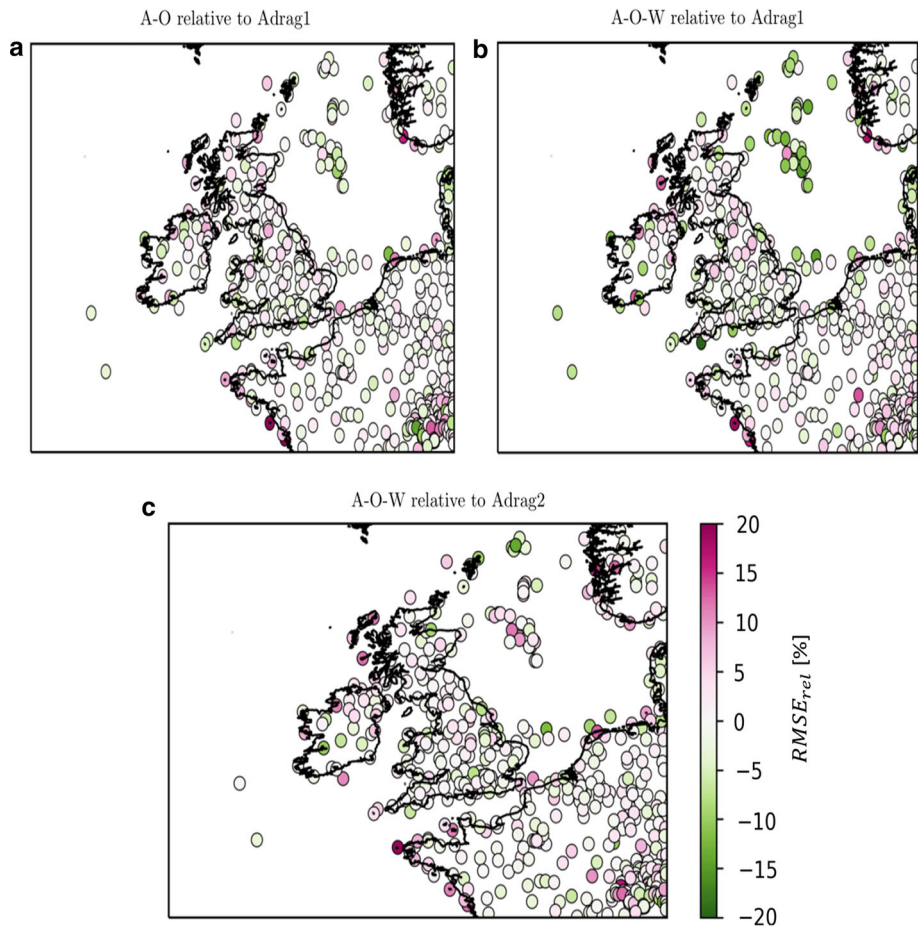 A-O relative to Adrag1
A-O-W relative to Adrag1
a
b
A-O-W relative to Adrag2
c
20
15
10
5
0
−5
−10
−15
−20
RMSE_rel [%]